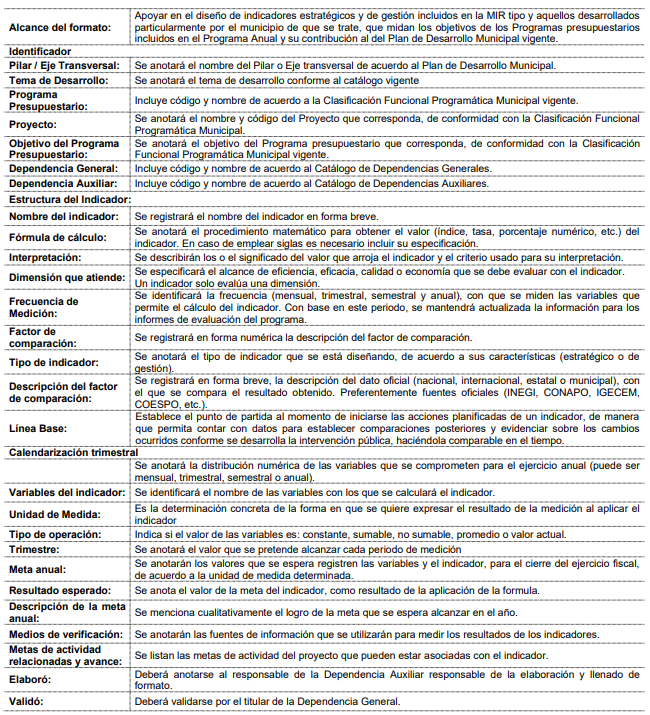 Alcance del formato: Apoyar en el diseño de indicadores estratégicos y de gestión incluidos en la MIR tipo y aquellos desarrollados
particularmente por el municipio de que se trate, que midan los objetivos de los Programas presupuestarios
incluidos en el Programa Anual y su contribución al del Plan de Desarrollo Municipal vigente.
Identificador
Pilar / Eje Transversal: Se anotará el nombre del Pilar o Eje transversal de acuerdo al Plan de Desarrollo Municipal.
Tema de Desarrollo: Se anotará el tema de desarrollo conforme al catálogo vigente
Programa
Presupuestario: Incluye código y nombre de acuerdo a la Clasificación Funcional Programática Municipal vigente.
Proyecto: Se anotará el nombre y código del Proyecto que corresponda, de conformidad con la Clasificación Funcional
Programática Municipal.
Objetivo del Programa
Presupuestario: Se anotará el objetivo del Programa presupuestario que corresponda, de conformidad con la Clasificación
Funcional Programática Municipal vigente.
Dependencia General: Incluye código y nombre de acuerdo al Catálogo de Dependencias Generales.
Dependencia Auxiliar: Incluye código y nombre de acuerdo al Catálogo de Dependencias Auxiliares.
Estructura del Indicador:
Nombre del indicador: Se registrará el nombre del indicador en forma breve.
Fórmula de cálculo: Se anotará el procedimiento matemático para obtener el valor (índice, tasa, porcentaje numérico, etc.) del
indicador. En caso de emplear siglas es necesario incluir su especificación.
Interpretación: Se describirán los o el significado del valor que arroja el indicador y el criterio usado para su interpretación.
Dimensión que atiende: Se especificará el alcance de eficiencia, eficacia, calidad o economía que se debe evaluar con el indicador.
Un indicador solo evalúa una dimensión.
Frecuencia de
Medición: Se identificará la frecuencia (mensual, trimestral, semestral y anual), con que se miden las variables que
permite el cálculo del indicador. Con base en este periodo, se mantendrá actualizada la información para los
informes de evaluación del programa.
Factor de
comparación: Se registrará en forma numérica la descripción del factor de comparación.
Tipo de indicador: Se anotará el tipo de indicador que se está diseñando, de acuerdo a sus características (estratégico o de
gestión).
Descripción del factor
de comparación: Se registrará en forma breve, la descripción del dato oficial (nacional, internacional, estatal o municipal), con
el que se compara el resultado obtenido. Preferentemente fuentes oficiales (INEGI, CONAPO, IGECEM,
COESPO, etc.).
Línea Base: Establece el punto de partida al momento de iniciarse las acciones planificadas de un indicador, de manera
que permita contar con datos para establecer comparaciones posteriores y evidenciar sobre los cambios
ocurridos conforme se desarrolla la intervención pública, haciéndola comparable en el tiempo.
Calendarización trimestral
Se anotará la distribución numérica de las variables que se comprometen para el ejercicio anual (puede ser
mensual, trimestral, semestral o anual).
Variables del indicador: Se identificará el nombre de las variables con los que se calculará el indicador.
Unidad de Medida: Es la determinación concreta de la forma en que se quiere expresar el resultado de la medición al aplicar el
indicador
Tipo de operación: Indica si el valor de las variables es: constante, sumable, no sumable, promedio o valor actual.
Trimestre: Se anotará el valor que se pretende alcanzar cada periodo de medición
Meta anual: Se anotarán los valores que se espera registren las variables y el indicador, para el cierre del ejercicio fiscal,
de acuerdo a la unidad de medida determinada.
Resultado esperado: Se anota el valor de la meta del indicador, como resultado de la aplicación de la formula.
Descripción de la meta
anual: Se menciona cualitativamente el logro de la meta que se espera alcanzar en el año.
Medios de verificación: Se anotarán las fuentes de información que se utilizarán para medir los resultados de los indicadores.
Metas de actividad
relacionadas y avance: Se listan las metas de actividad del proyecto que pueden estar asociadas con el indicador.
Elaboró: Deberá anotarse al responsable de la Dependencia Auxiliar responsable de la elaboración y llenado de
formato.
Validó: Deberá validarse por el titular de la Dependencia General.